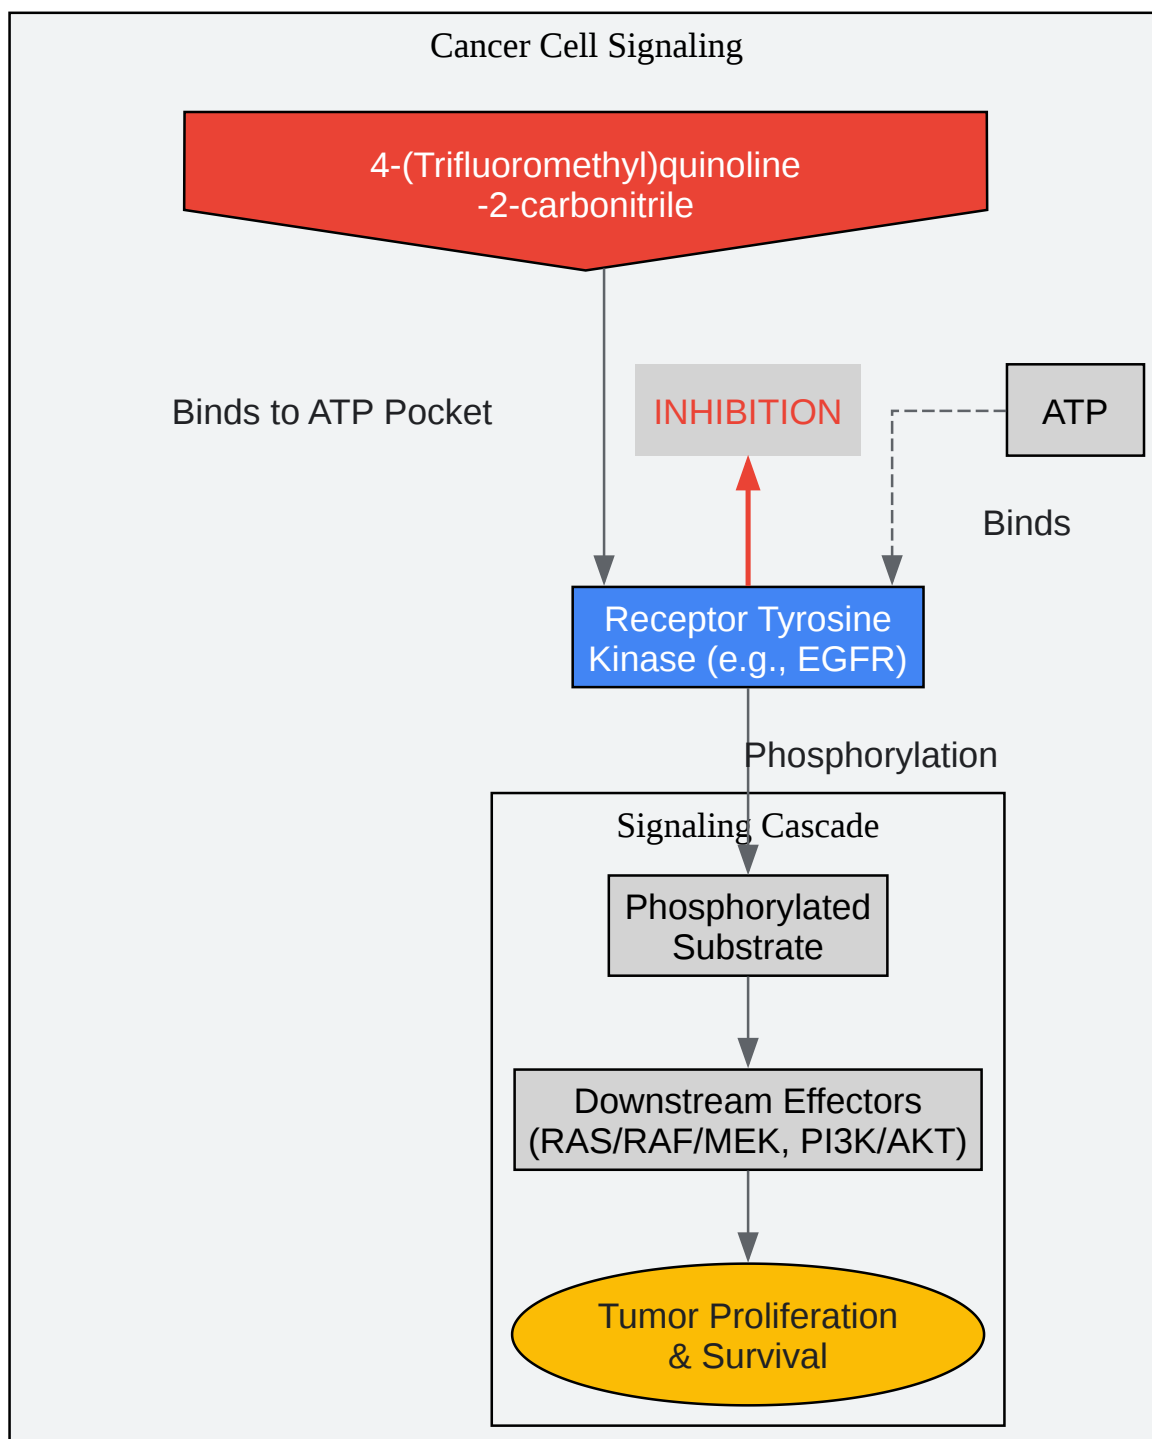 Cancer Cell Signaling
4-(Trifluoromethyl)quinoline
-2-carbonitrile
Binds to ATP Pocket
INHIBITION
ATP
Binds
Receptor Tyrosine
Kinase (e.g., EGFR)
Phosphorylation
Signaling Cascade
Phosphorylated
Substrate
Downstream Effectors
(RAS/RAF/MEK, PI3K/AKT)
Tumor Proliferation
& Survival